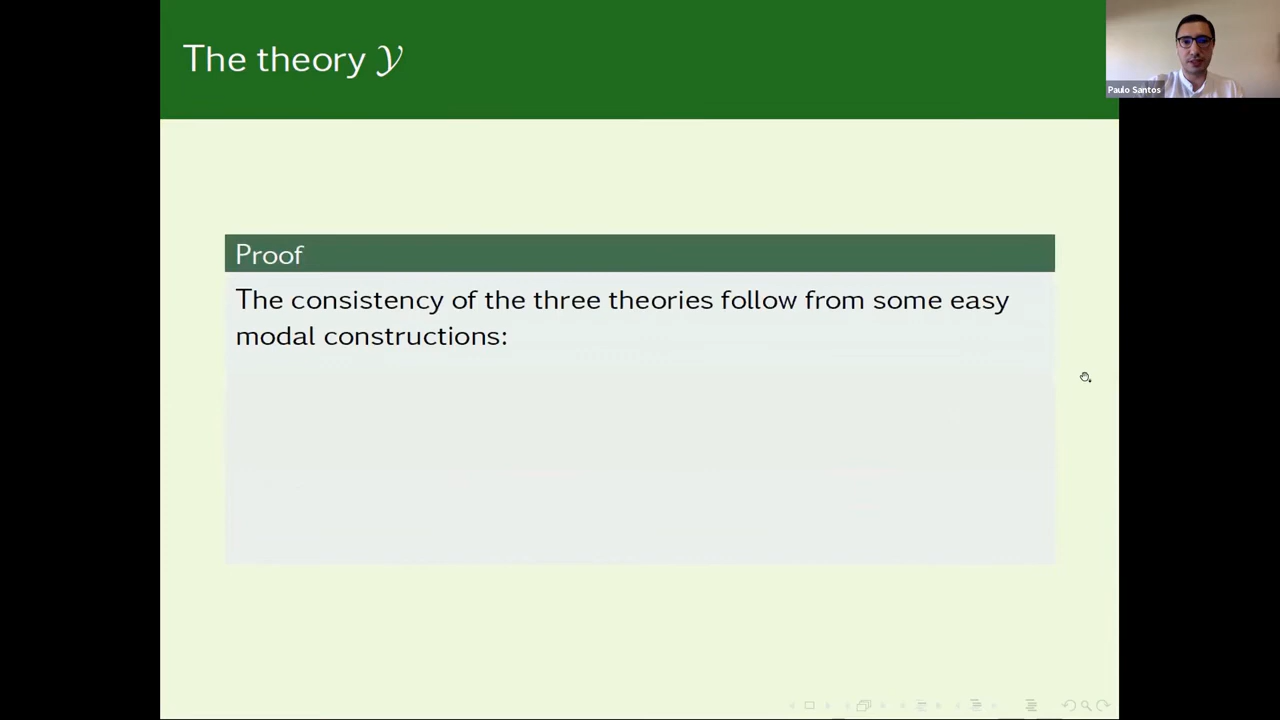 The theory 𝒴
Paulo Santos
Proof
The consistency of the three theories follow from some easy
modal constructions: